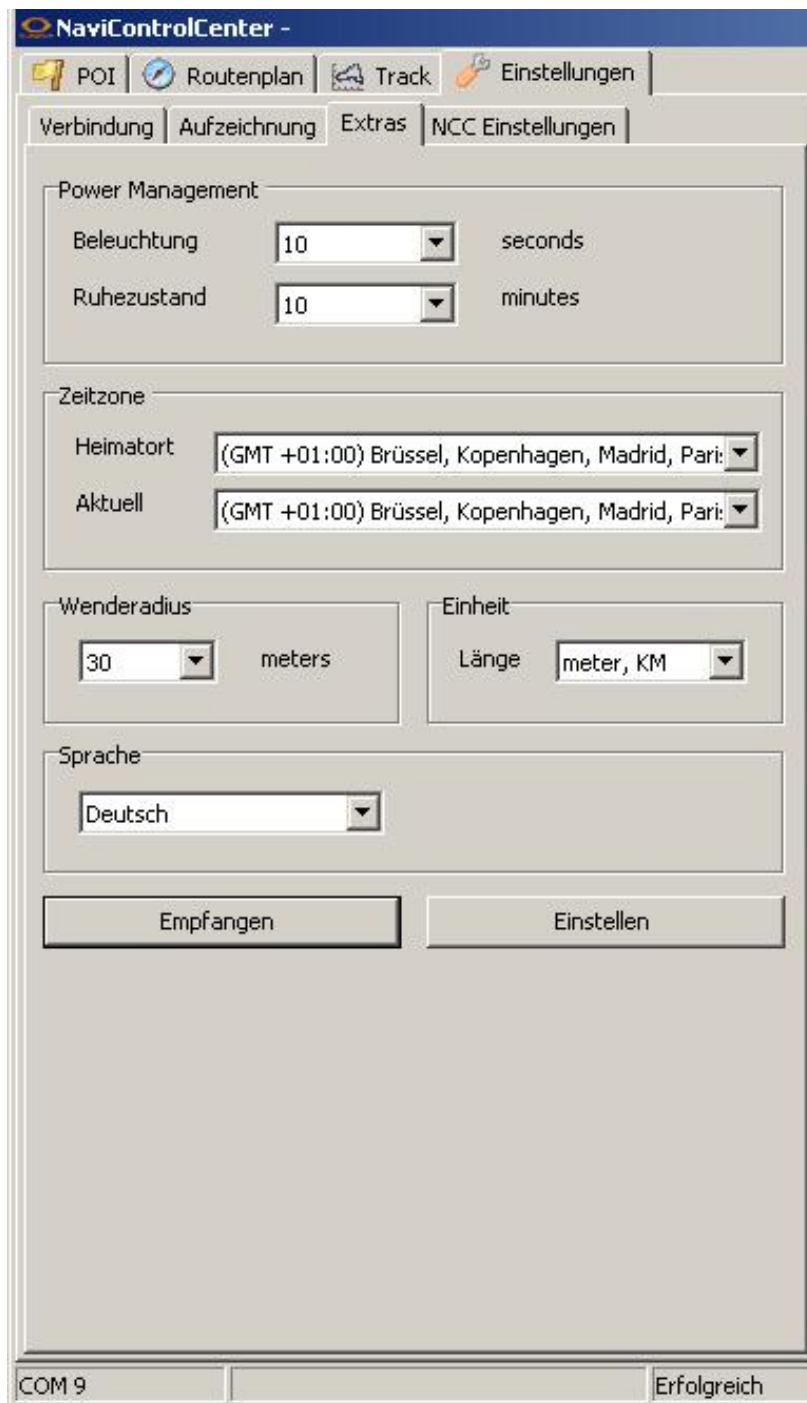 NaviControlCenter -
POI Routenplan Track Einstellungen
Verbindung Aufzeichnung Extras NCC Einstellungen
Power Management
Beleuchtung 10 seconds
Ruhezustand 10 minutes
Zeitzone
Heimatort (GMT +01:00) Brüssel, Kopenhagen, Madrid, Paris
Aktuell (GMT +01:00) Brüssel, Kopenhagen, Madrid, Paris
Wenderadius Einheit
30 meters Länge meter, KM
Sprache
Deutsch
Empfangen Einstellen
COM 9 Erfolgreich